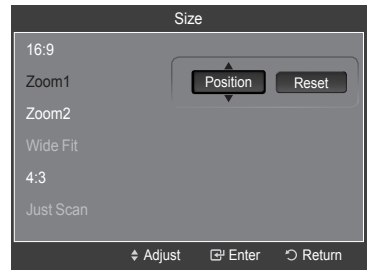 Size
16:9
Zoom1
Position Reset
Zoom2
Wide Fit
4:3
Just Scan
Adjust Enter Return